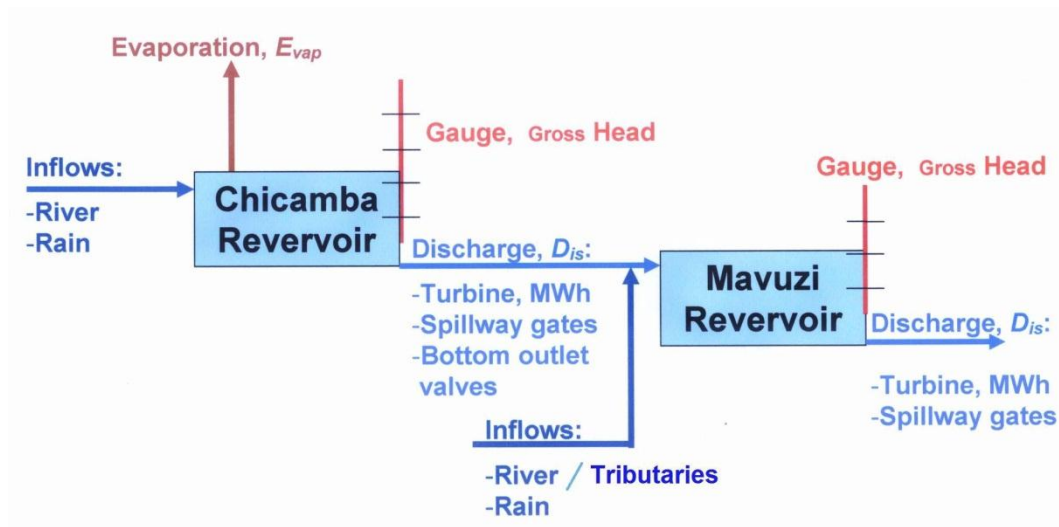 Evaporation, Evap
Gauge, Gross Head
Inflows:
-River
-Rain
Chicamba
Revervoir
Gauge, Gross Head
Discharge, Dis:
-Turbine, MWh
-Spillway gates
-Bottom outlet
valves
Mavuzi
Revervoir
Discharge, Dis:
-Turbine, MWh
-Spillway gates
Inflows:
-River / Tributaries
-Rain